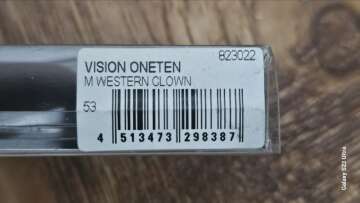 823022
VISION ONETEN
M WESTERN CLOWN
53
4 513473 298387
Galaxy S22 Ultra